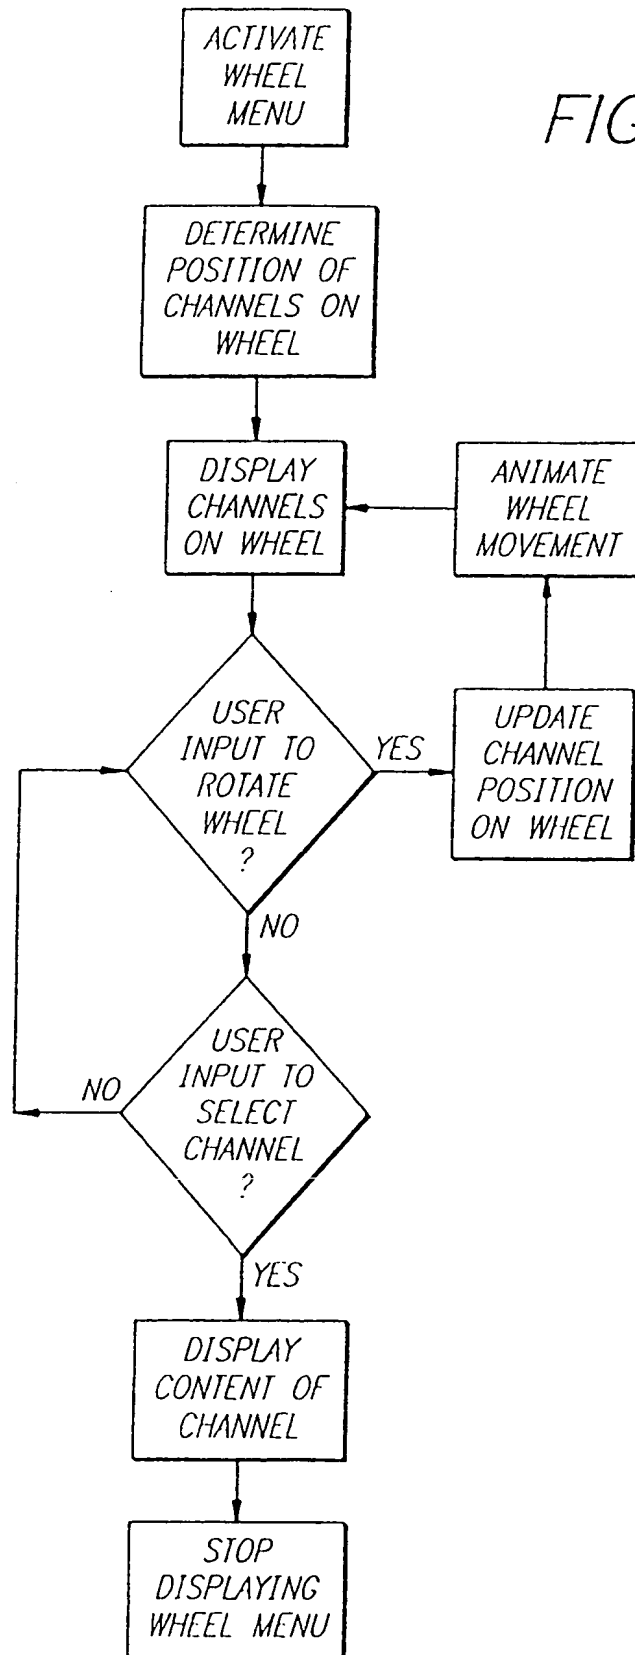 ACTIVATE
WHEEL
MENU
FIG
DETERMINE
POSITION OF
CHANNELS ON
WHEEL
DISPLAY
CHANNELS
ON WHEEL
ANIMATE
WHEEL
MOVEMENT
USER
INPUT TO
ROTATE
WHEEL
?
YES
UPDATE
CHANNEL
POSITION
ON WHEEL
NO
USER
INPUT TO
SELECT
CHANNEL
?
NO
YES
DISPLAY
CONTENT OF
CHANNEL
STOP
DISPLAYING
WHEEL MENU